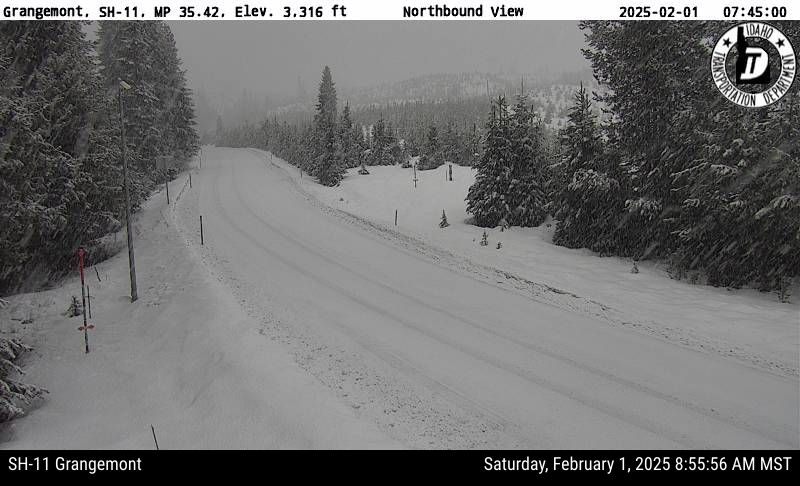 Grangemont, SH-11, MP 35.42, Elev. 3,316 ft Northbound View 2025-02-01 07:45:00
IDAHO
TRANSPORTATION DEPARTMENT
SH-11 Grangemont Saturday, February 1, 2025 8:55:56 AM MST